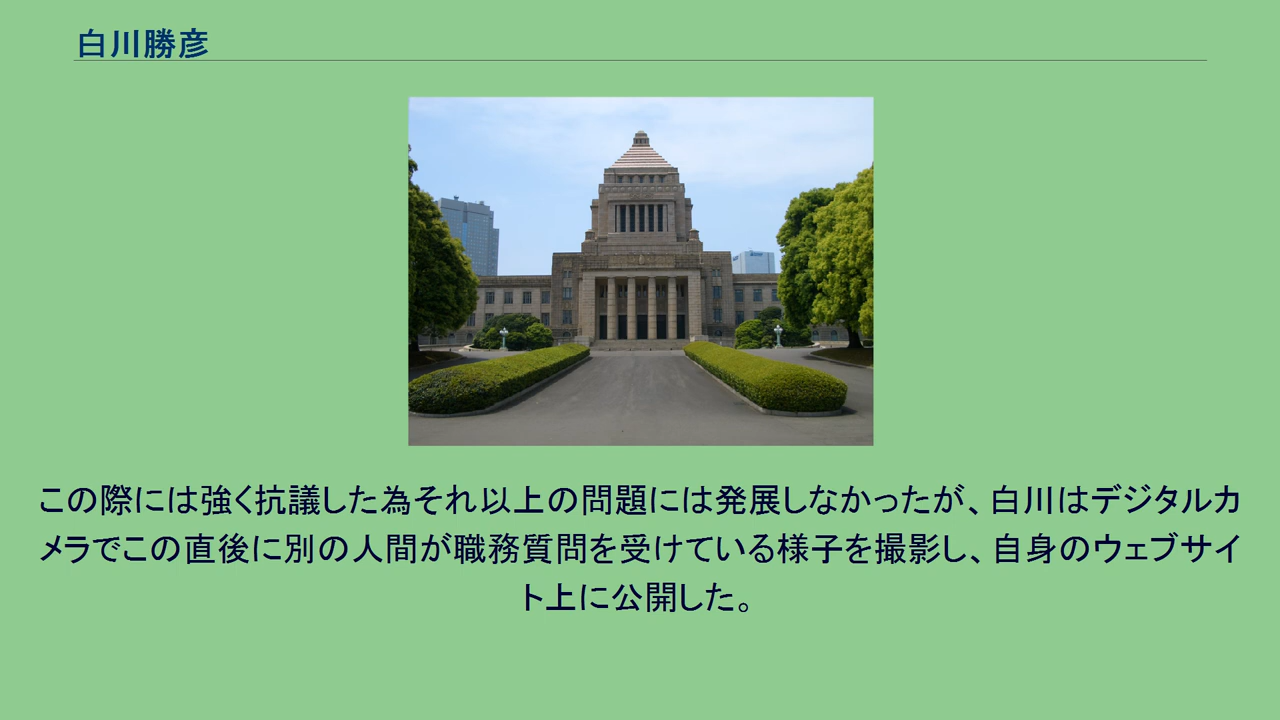 白川勝彦
この際には強く抗議した為それ以上の問題には発展しなかったが、白川はデジタルカ
メラでこの直後に別の人間が職務質問を受けている様子を撮影し、自身のウェブサイ
ト上に公開した。